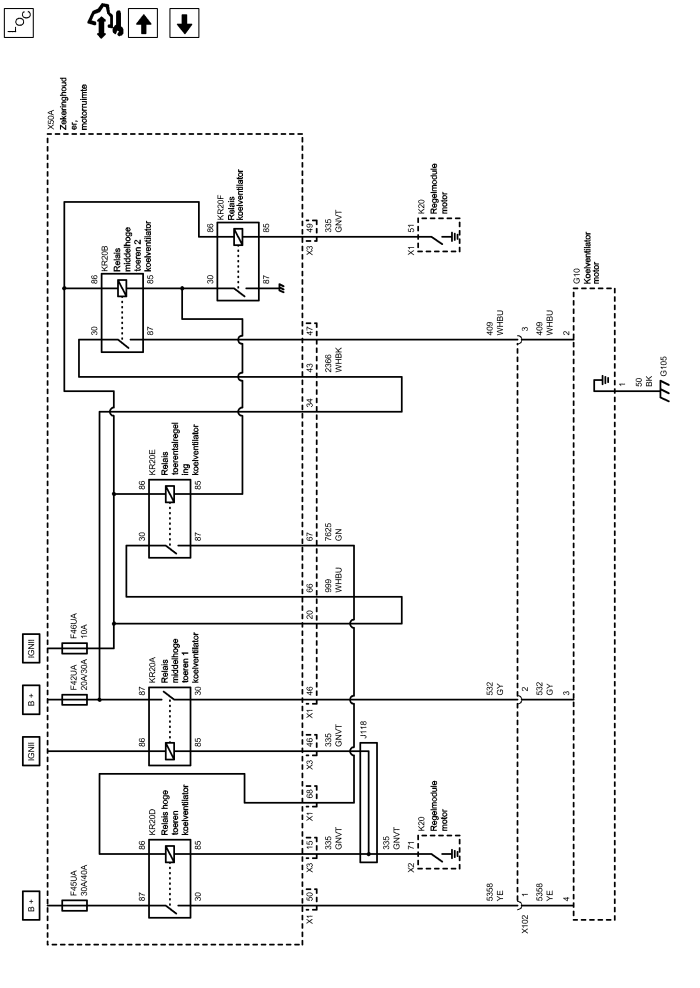 LOC
B +
IGNII
B +
IGNII
X50A
Zekeringhoud
er,
motorruimte
F45UA
30A/40A
F42UA
20A/30A
F46UA
10A
87
86
KR20D
Relais hoge
toeren
koelventilator
30
85
86
87
KR20A
Relais
middelhoge
toeren 1
koelventilator
85
30
30
86
KR20E
Relais
toerentalregel
ing
koelventilator
87
85
30
86
KR20B
Relais
middelhoge
toeren 2
koelventilator
87
85
30
86
KR20F
Relais
koelventilator
87
85
X1
50
X3
15
X1
68
X3
46
X1
46
20
66
67
34
43
47
X3
49
335
GNVT
335
GNVT
999
WHBU
7625
GN
2366
WHBK
335
GNVT
J118
335
GNVT
X2
71
K20
Regelmodule
motor
X1
51
K20
Regelmodule
motor
5358
YE
532
GY
409
WHBU
X102
1
2
3
5358
YE
532
GY
409
WHBU
4
3
2
G10
Koelventilator
motor
1
50
BK
G105